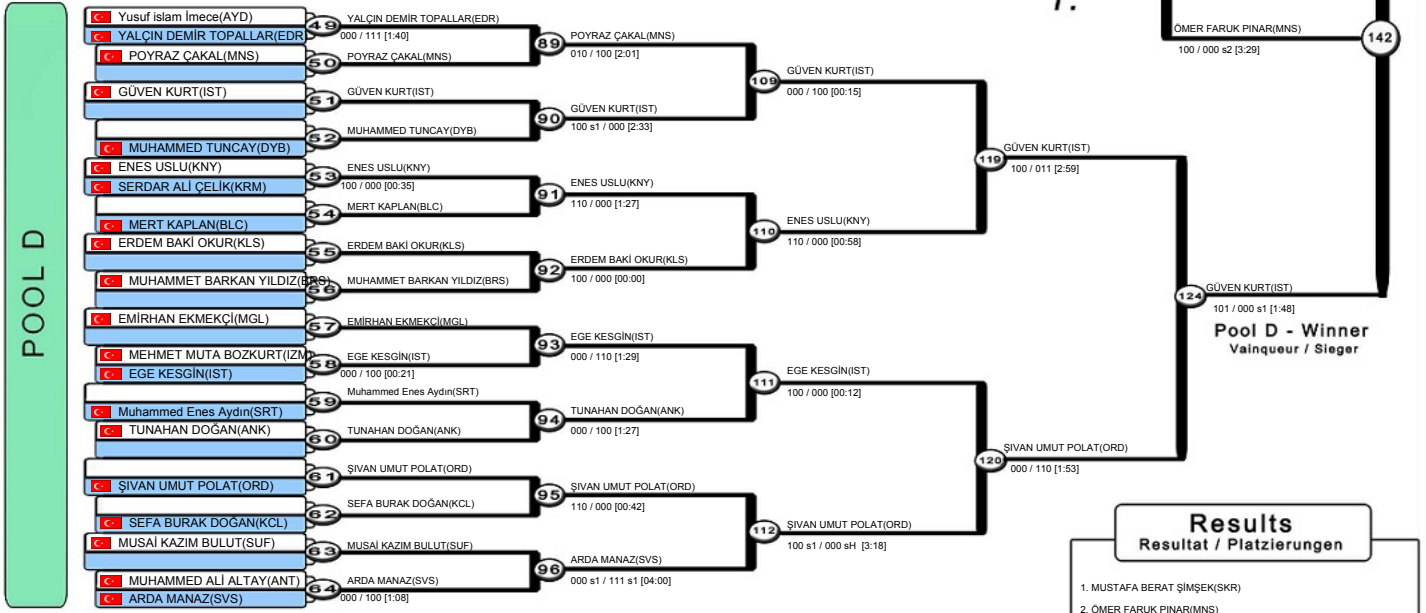 POOL D
Yusuf islam İmece(AYD)
YALÇIN DEMİR TOPALLAR(EDR
POYRAZ ÇAKAL(MNS)
GÜVEN KURT(IST)
MUHAMMED TUNCAY(DYB)
ENES USLU(KNY)
SERDAR ALİ ÇELİK(KRM)
MERT KAPLAN(BLC)
ERDEM BAKİ OKUR(KLS)
MUHAMMET BARKAN YILDIZ(BRS)
EMİRHAN EKMEKÇİ(MGL)
MEHMET MUTA BOZKURT(IZM)
EGE KESGİN(IST)
Muhammed Enes Aydın(SRT)
TUNAHAN DOĞAN(ANK)
ŞIVAN UMUT POLAT(ORD)
SEFA BURAK DOĞAN(KCL)
MUSAİ KAZIM BULUT(SUF)
MUHAMMED ALİ ALTAY(ANT)
ARDA MANAZ(SVS)
49
YALÇIN DEMİR TOPALLAR(EDR)
000 / 111 [1:40]
50
POYRAZ ÇAKAL(MNS)
51
GÜVEN KURT(IST)
52
MUHAMMED TUNCAY(DYB)
53
ENES USLU(KNY)
100 / 000 [00:35]
54
MERT KAPLAN(BLC)
55
ERDEM BAKİ OKUR(KLS)
56
MUHAMMET BARKAN YILDIZ(BRS)
57
EMİRHAN EKMEKÇİ(MGL)
58
EGE KESGİN(IST)
000 / 100 [00:21]
59
Muhammed Enes Aydın(SRT)
60
TUNAHAN DOĞAN(ANK)
61
ŞIVAN UMUT POLAT(ORD)
62
SEFA BURAK DOĞAN(KCL)
63
MUSAİ KAZIM BULUT(SUF)
64
ARDA MANAZ(SVS)
000 / 100 [1:08]
89
POYRAZ ÇAKAL(MNS)
010 / 100 [2:01]
90
GÜVEN KURT(IST)
100 s1 / 000 [2:33]
91
ENES USLU(KNY)
110 / 000 [1:27]
92
ERDEM BAKİ OKUR(KLS)
100 / 000 [00:00]
93
EGE KESGİN(IST)
000 / 110 [1:29]
94
TUNAHAN DOĞAN(ANK)
000 / 100 [1:27]
95
ŞIVAN UMUT POLAT(ORD)
110 / 000 [00:42]
96
ARDA MANAZ(SVS)
000 s1 / 111 s1 [04:00]
109
GÜVEN KURT(IST)
000 / 100 [00:15]
110
ENES USLU(KNY)
110 / 000 [00:58]
111
EGE KESGİN(IST)
100 / 000 [00:12]
112
ŞIVAN UMUT POLAT(ORD)
100 s1 / 000 sH [3:18]
119
GÜVEN KURT(IST)
100 / 011 [2:59]
120
ŞIVAN UMUT POLAT(ORD)
000 / 110 [1:53]
124
GÜVEN KURT(IST)
101 / 000 s1 [1:48]
Pool D - Winner
Vainqueur / Sieger
ÖMER FARUK PINAR(MNS)
100 / 000 s2 [3:29]
142
Results
Resultat / Platzierungen
1. MUSTAFA BERAT ŞİMŞEK(SKR)
2. ÖMER FARUK PINAR(MNS)